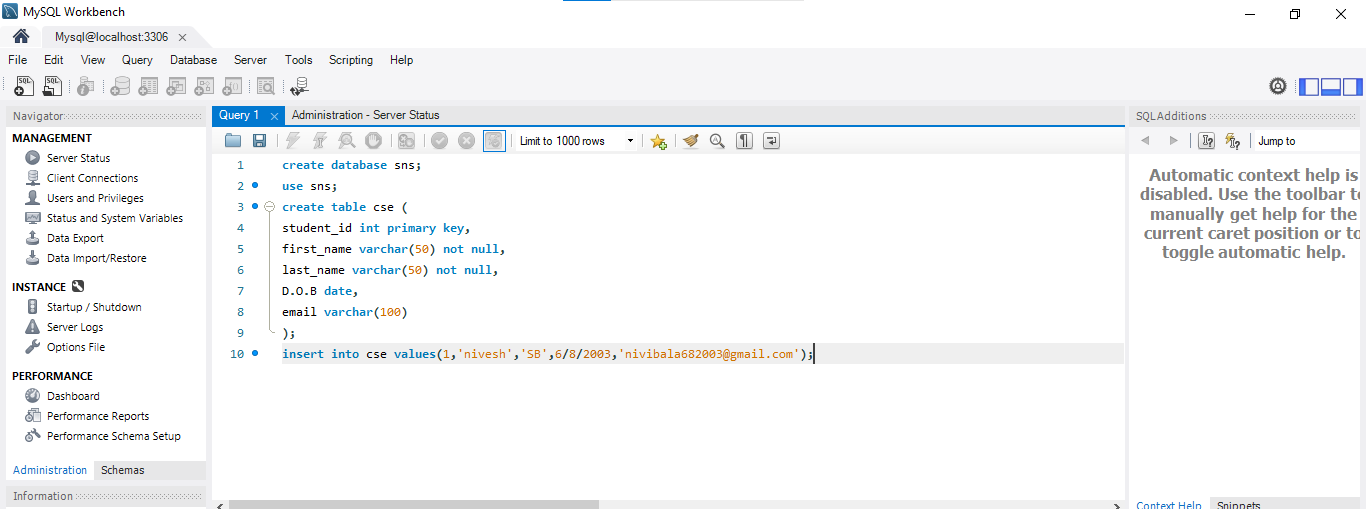 MySQL Workbench
Mysql@localhost:3306
File Edit View Query Database Server Tools Scripting Help
Navigator
MANAGEMENT
Server Status
Client Connections
Users and Privileges
Status and System Variables
Data Export
Data Import/Restore
INSTANCE
Startup / Shutdown
Server Logs
Options File
PERFORMANCE
Dashboard
Performance Reports
Performance Schema Setup
Administration Schemas
Information
Query 1 Administration - Server Status
Limit to 1000 rows
1 create database sns;
2 use sns;
3 create table cse (
4 student_id int primary key,
5 first_name varchar(50) not null,
6 last_name varchar(50) not null,
7 D.O.B date,
8 email varchar(100)
9 );
10 insert into cse values(1,'nivesh','SB',6/8/2003,'nivibala682003@gmail.com');
SQLAdditions
Jump to
Automatic context help is
disabled. Use the toolbar to
manually get help for the
current caret position or to
toggle automatic help.
Context Help Snippets